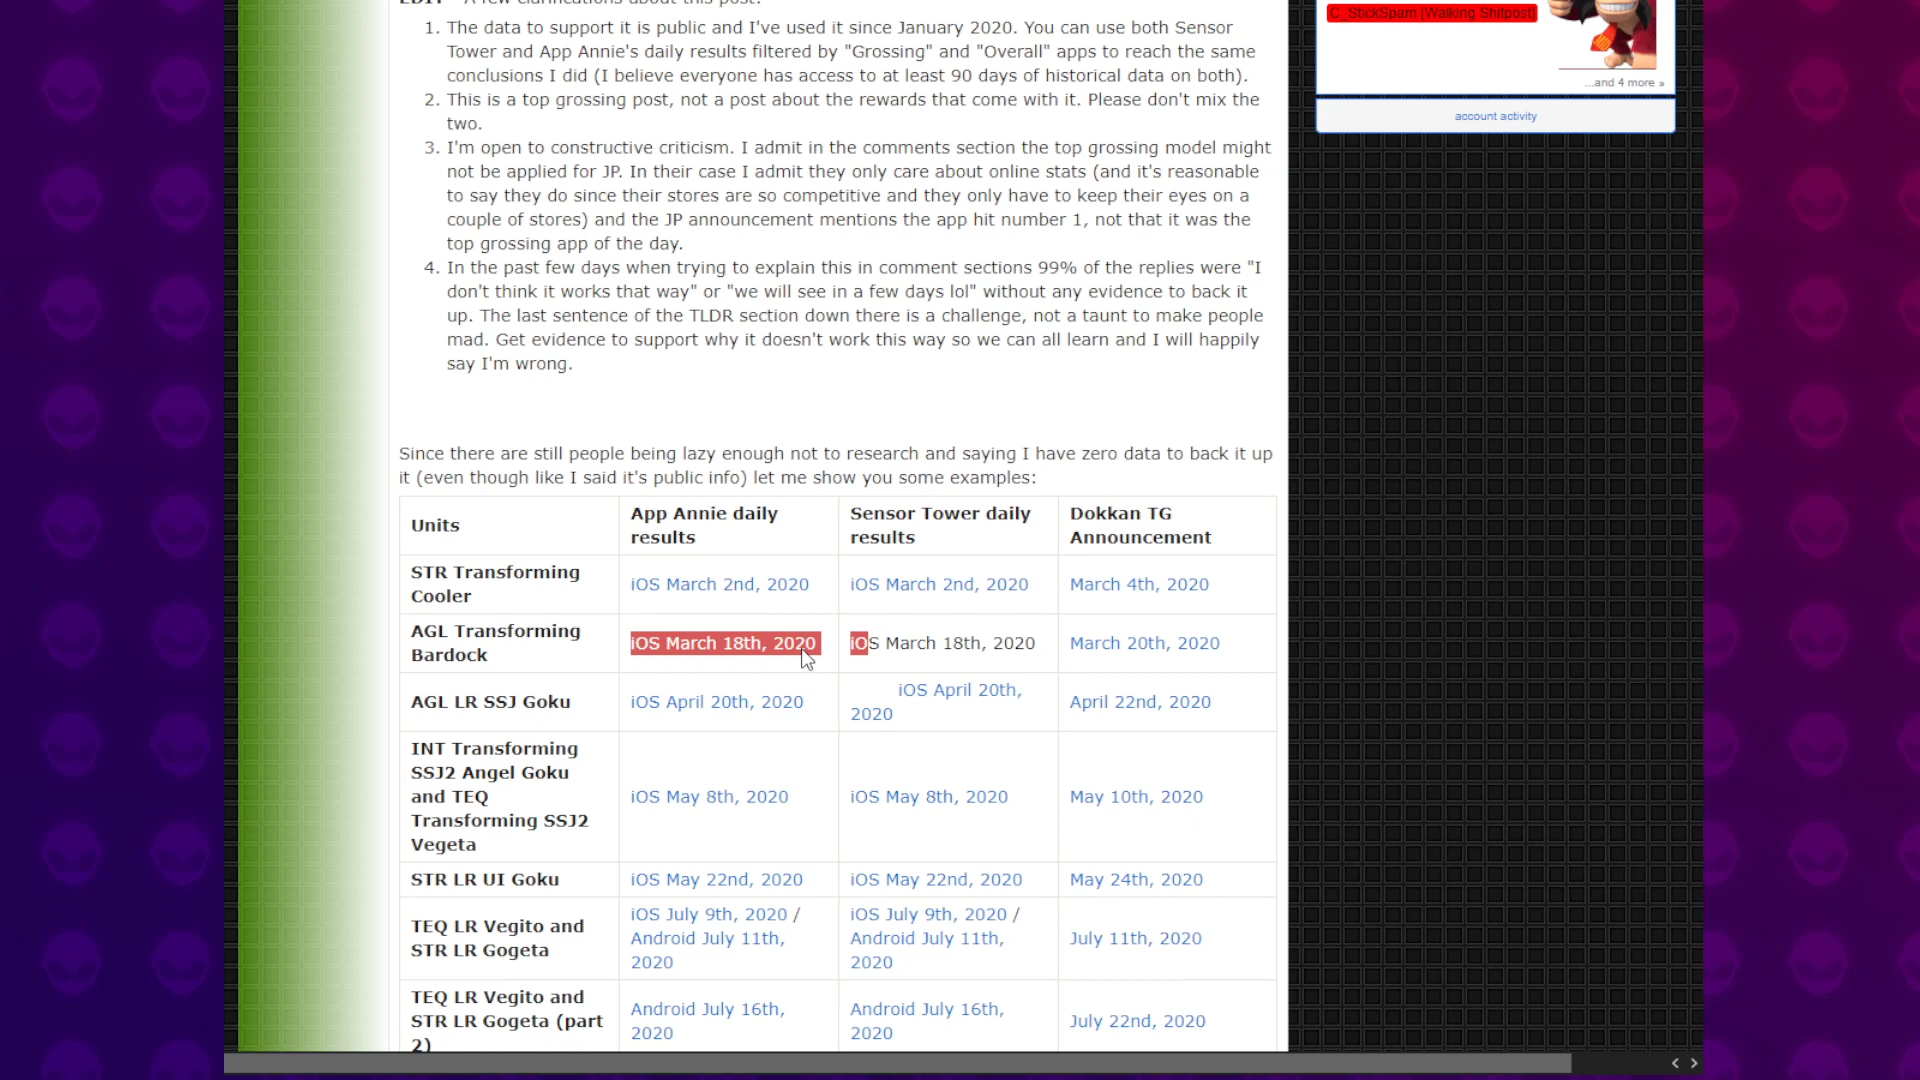 EDIT - A few clarifications about this post:
1. The data to support it is public and I've used it since January 2020. You can use both Sensor
Tower and App Annie's daily results filtered by "Grossing" and "Overall" apps to reach the same
conclusions I did (I believe everyone has access to at least 90 days of historical data on both).
2. This is a top grossing post, not a post about the rewards that come with it. Please don't mix the
two.
3. I'm open to constructive criticism. I admit in the comments section the top grossing model might
not be applied for JP. In their case I admit they only care about online stats (and it's reasonable
to say they do since their stores are so competitive and they only have to keep their eyes on a
couple of stores) and the JP announcement mentions the app hit number 1, not that it was the
top grossing app of the day.
4. In the past few days when trying to explain this in comment sections 99% of the replies were "I
don't think it works that way" or "we will see in a few days lol" without any evidence to back it
up. The last sentence of the TLDR section down there is a challenge, not a taunt to make people
mad. Get evidence to support why it doesn't work this way so we can all learn and I will happily
say I'm wrong.
Since there are still people being lazy enough not to research and saying I have zero data to back it up
it (even though like I said it's public info) let me show you some examples:
Units
App Annie daily
results
Sensor Tower daily
results
Dokkan TG
Announcement
STR Transforming
Cooler
iOS March 2nd, 2020
iOS March 2nd, 2020
March 4th, 2020
AGL Transforming
Bardock
iOS March 18th, 2020
iOS March 18th, 2020
March 20th, 2020
AGL LR SSJ Goku
iOS April 20th, 2020
iOS April 20th,
2020
April 22nd, 2020
INT Transforming
SSJ2 Angel Goku
and TEQ
Transforming SSJ2
Vegeta
iOS May 8th, 2020
iOS May 8th, 2020
May 10th, 2020
STR LR UI Goku
iOS May 22nd, 2020
iOS May 22nd, 2020
May 24th, 2020
TEQ LR Vegito and
STR LR Gogeta
iOS July 9th, 2020 /
Android July 11th,
2020
iOS July 9th, 2020 /
Android July 11th,
2020
July 11th, 2020
TEQ LR Vegito and
STR LR Gogeta (part
2)
Android July 16th,
2020
Android July 16th,
2020
July 22nd, 2020
C_StickSpam (Walking Shitpost)
...and 4 more »
account activity